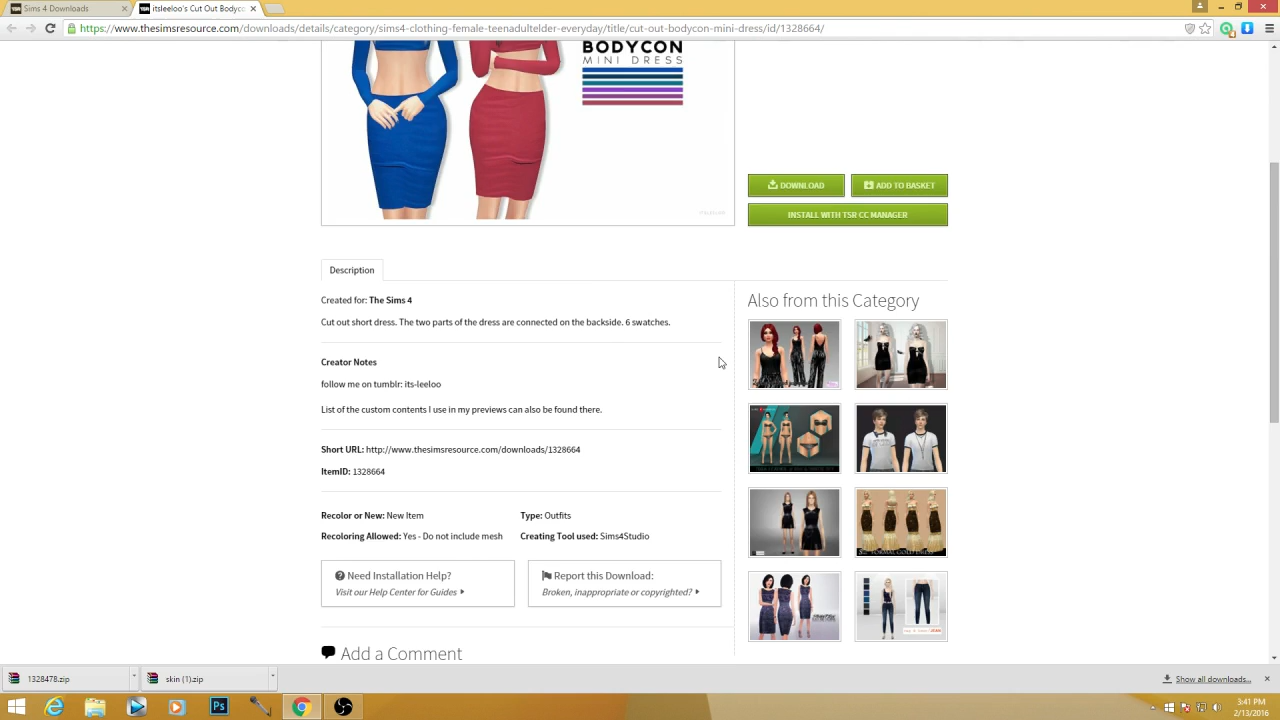 Sims 4 Downloads
itsleeloo's Cut Out Bodyco
https://www.thesimsresource.com/downloads/details/category/sims4-clothing-female-teenadultelder-everyday/title/cut-out-bodycon-mini-dress/id/1328664/
BODYCON
MINI DRESS
DOWNLOAD
ADD TO BASKET
INSTALL WITH TSR CC MANAGER
Description
Created for: The Sims 4
Cut out short dress. The two parts of the dress are connected on the backside. 6 swatches.
Creator Notes
follow me on tumblr: its-leeloo
List of the custom contents I use in my previews can also be found there.
Short URL: http://www.thesimsresource.com/downloads/1328664
ItemID: 1328664
Recolor or New: New Item
Type: Outfits
Recoloring Allowed: Yes - Do not include mesh
Creating Tool used: Sims4Studio
Need Installation Help?
Visit our Help Center for Guides
Report this Download:
Broken, inappropriate or copyrighted?
Add a Comment
Also from this Category
FORMAL GOLD DRESS
1328478.zip
skin (1).zip
Show all downloads...
3:41 PM
2/13/2016